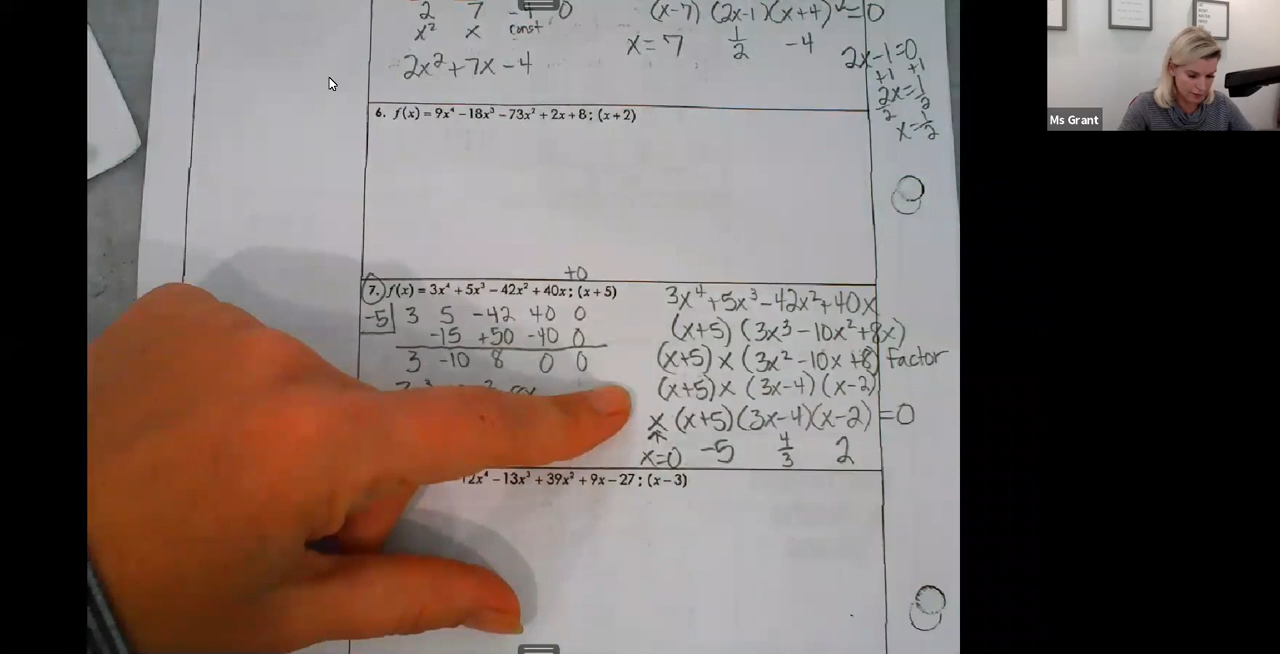 2 7 -4 0
x² x const
2x²+7x-4
(x-7) (2x-1)(x+4) = 0
x=7 1/2 -4
2x-1=0
+1 +1
2x=1
2 2
x=1/2
6. f(x) = 9x⁴ - 18x³ - 73x² + 2x + 8; (x+2)
+0
7. f(x) = 3x⁴ + 5x³ - 42x² + 40x; (x+5)
-5 3 5 -42 40 0
-15 +50 -40 0
3 -10 8 0 0
3x⁴+5x³-42x²+40x
(x+5) (3x³-10x²+8x)
(x+5) x (3x²-10x+8) Factor
(x+5) x (3x-4)(x-2)
x (x+5)(3x-4)(x-2) = 0
x=0 -5 4/3 2
12x⁴ - 13x³ + 39x² + 9x - 27; (x-3)
Ms Grant